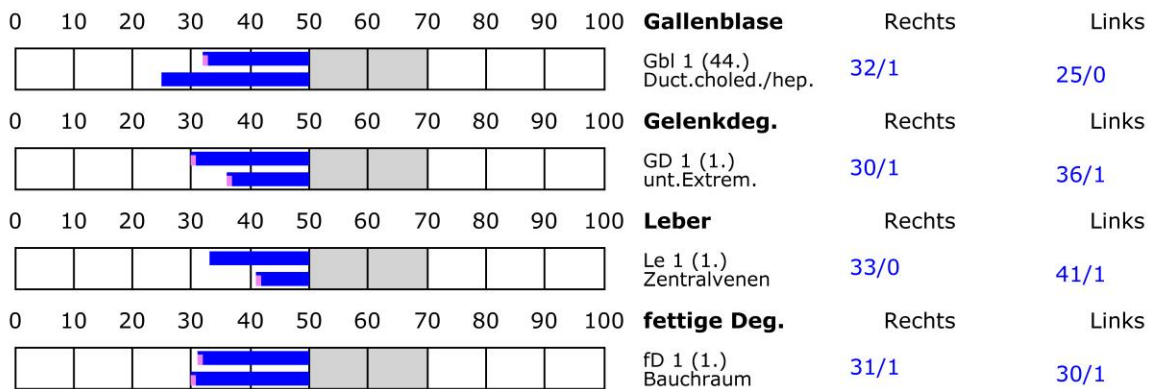 0 10 20 30 40 50 60 70 80 90 100 Gallenblase Rechts Links
Gbl 1 (44.)
Duct.choled./hep. 32/1 25/0
0 10 20 30 40 50 60 70 80 90 100 Gelenkdeg. Rechts Links
GD 1 (1.)
unt.Extrem. 30/1 36/1
0 10 20 30 40 50 60 70 80 90 100 Leber Rechts Links
Le 1 (1.)
Zentralvenen 33/0 41/1
0 10 20 30 40 50 60 70 80 90 100 fettige Deg. Rechts Links
fD 1 (1.)
Bauchraum 31/1 30/1